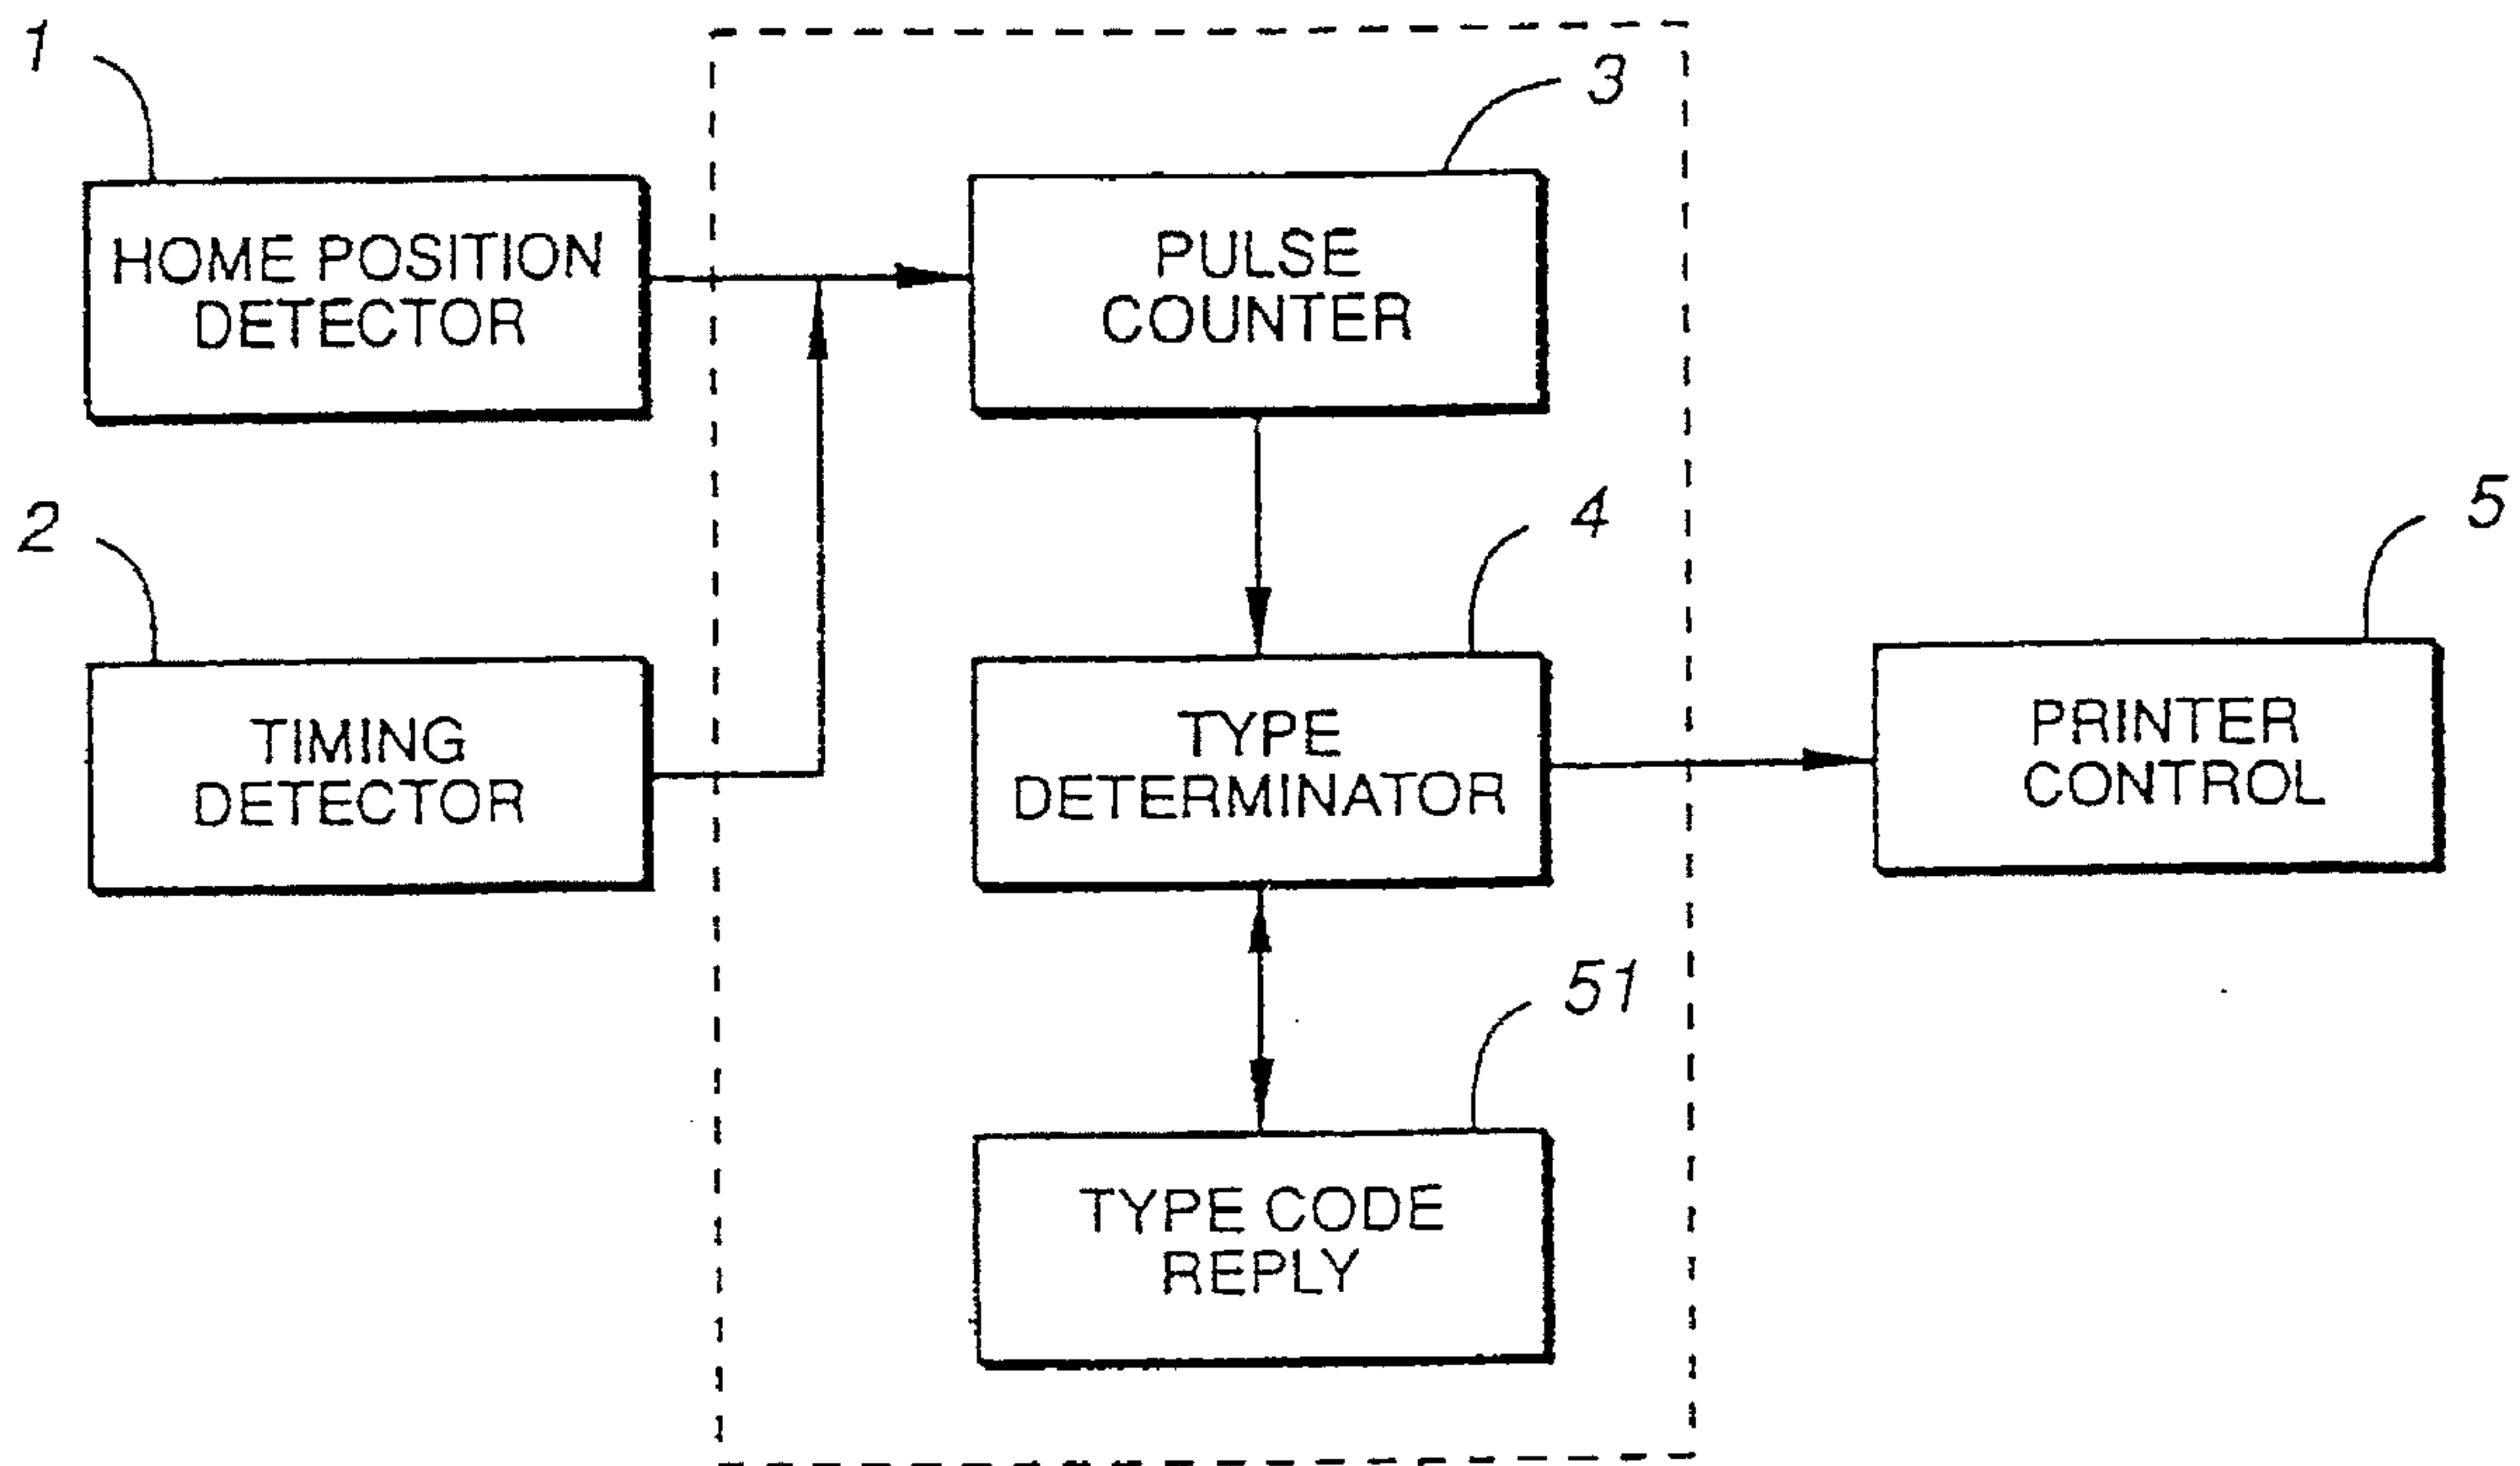 1
HOME POSITION
DETECTOR
2
TIMING
DETECTOR
3
PULSE
COUNTER
4
TYPE
DETERMINATOR
51
TYPE CODE
REPLY
5
PRINTER
CONTROL